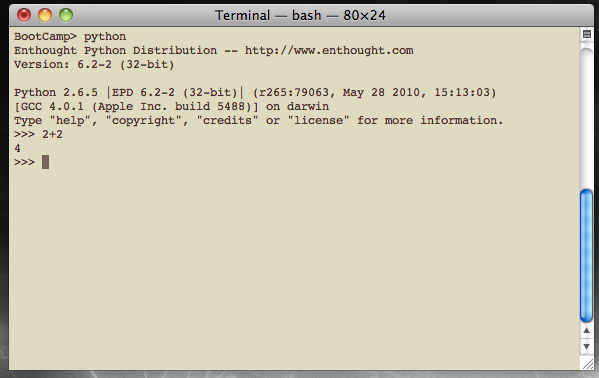 Terminal — bash — 80×24
BootCamp> python
Enthought Python Distribution -- http://www.enthought.com
Version: 6.2-2 (32-bit)
Python 2.6.5 |EPD 6.2-2 (32-bit)| (r265:79063, May 28 2010, 15:13:03)
[GCC 4.0.1 (Apple Inc. build 5488)] on darwin
Type "help", "copyright", "credits" or "license" for more information.
>>> 2+2
4
>>>